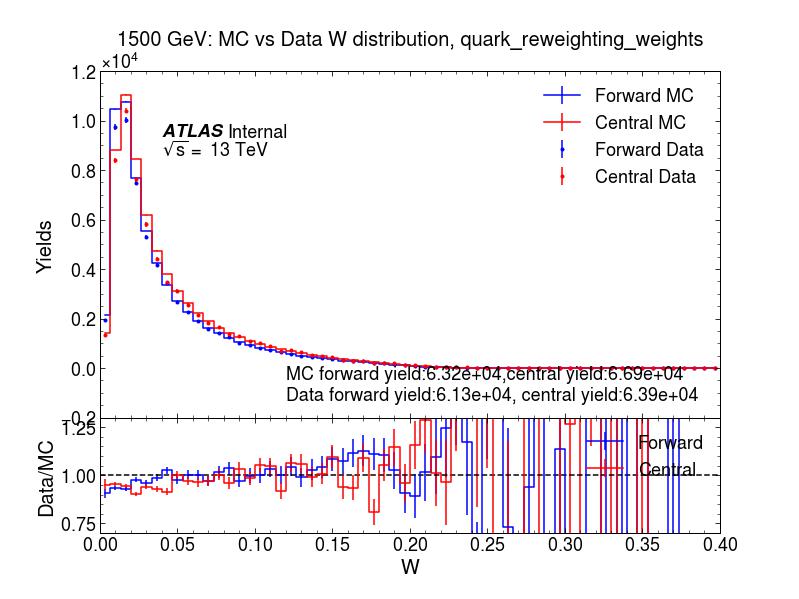 1500 GeV: MC vs Data W distribution, quark_reweighting_weights
×10⁴
1.2
1.0
0.8
0.6
0.4
0.2
0.0
0.2
Yields
ATLAS Internal
√s = 13 TeV
Forward MC
Central MC
Forward Data
Central Data
MC forward yield:6.32e+04,central yield:6.69e+04
Data forward yield:6.13e+04, central yield:6.39e+04
1.25
1.00
0.75
Data/MC
Forward
Central
0.00 0.05 0.10 0.15 0.20 0.25 0.30 0.35 0.40
W